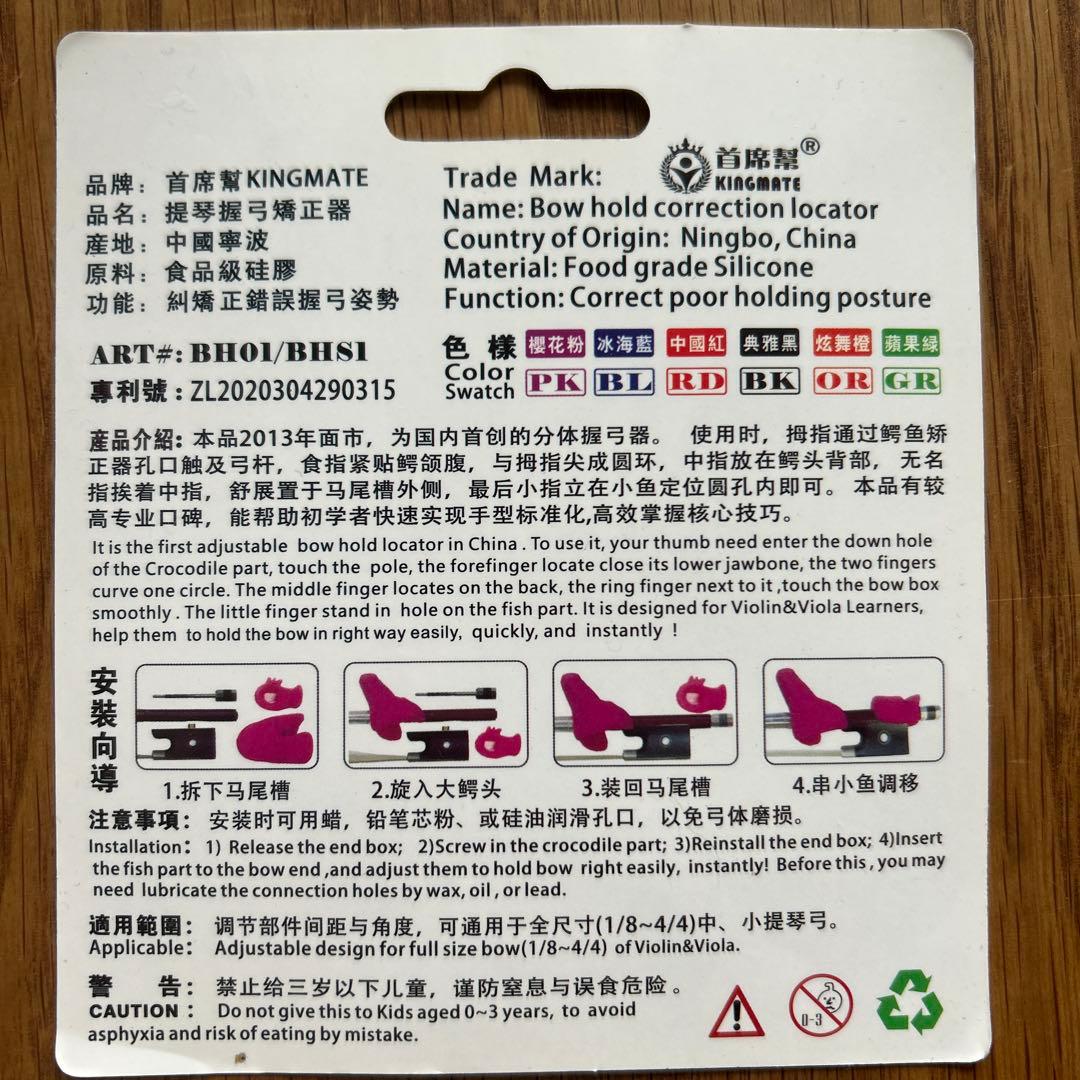 品牌：首席幫KINGMATE
品名：提琴握弓矯正器
産地：中國寧波
原料：食品級硅膠
功能：糾矯正錯誤握弓姿勢
Trade Mark: 首席幫® KINGMATE
Name: Bow hold correction locator
Country of Origin: Ningbo, China
Material: Food grade Silicone
Function: Correct poor holding posture
ART#: BH01/BHS1
專利號：ZL2020304290315
色樣 櫻花粉 冰海藍 中國紅 典雅黑 炫舞橙 蘋果緑
Color Swatch PK BL RD BK OR GR
産品介紹：本品2013年面市，为国内首创的分体握弓器。 使用时，拇指通过鳄鱼矫
正器孔口触及弓杆，食指紧贴鳄颌腹，与拇指尖成圆环，中指放在鳄头背部，无名
指挨着中指，舒展置于马尾槽外侧，最后小指立在小鱼定位圆孔内即可。本品有较
高专业口碑，能帮助初学者快速实现手型标准化,高效掌握核心技巧。
It is the first adjustable bow hold locator in China . To use it, your thumb need enter the down hole
of the Crocodile part, touch the pole, the forefinger locate close its lower jawbone, the two fingers
curve one circle. The middle finger locates on the back, the ring finger next to it ,touch the bow box
smoothly . The little finger stand in hole on the fish part. It is designed for Violin&Viola Learners,
help them to hold the bow in right way easily, quickly, and instantly !
安裝向導
1.拆下马尾槽
2.旋入大鳄头
3.装回马尾槽
4.串小鱼调移
注意事項：安装时可用蜡，铅笔芯粉、或硅油润滑孔口，以免弓体磨损。
Installation: 1) Release the end box; 2)Screw in the crocodile part; 3)Reinstall the end box; 4)Insert
the fish part to the bow end ,and adjust them to hold bow right easily, instantly! Before this , you may
need lubricate the connection holes by wax, oil , or lead.
適用範圍：调节部件间距与角度，可通用于全尺寸(1/8~4/4)中、小提琴弓。
Applicable: Adjustable design for full size bow(1/8~4/4) of Violin&Viola.
警 告：禁止给三岁以下儿童，谨防窒息与误食危险。
CAUTION : Do not give this to Kids aged 0~3 years, to avoid
asphyxia and risk of eating by mistake.
0-3